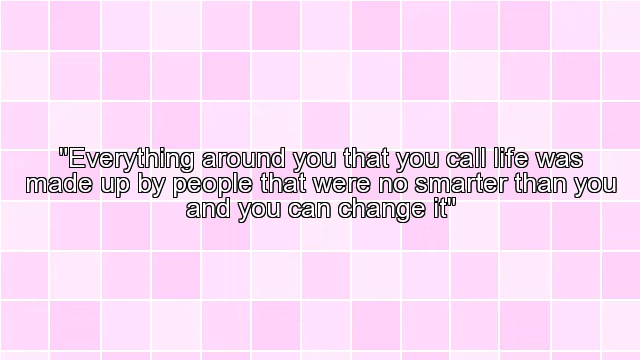 "Everything around you that you call life was
made up by people that were no smarter than you
and you can change it"